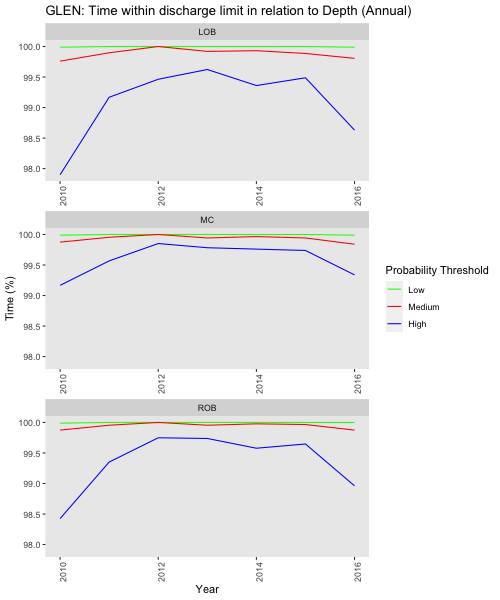 GLEN: Time within discharge limit in relation to Depth (Annual)
LOB
100.0
99.5
99.0
98.5
98.0
2010
2012
2014
2016
MC
100.0
99.5
99.0
98.5
98.0
2010
2012
2014
2016
ROB
100.0
99.5
99.0
98.5
98.0
2010
2012
2014
2016
Time (%)
Year
Probability Threshold
Low
Medium
High